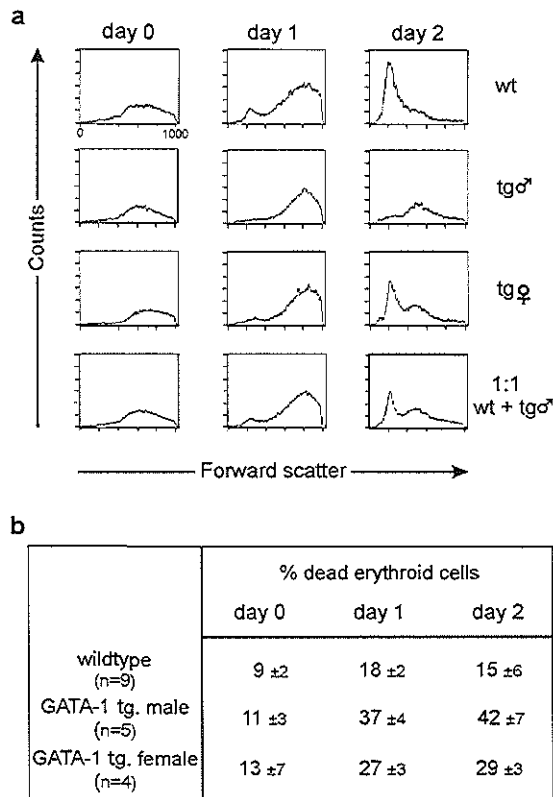 a
day 0
day 1
day 2
wt
0
1000
tg♂
tg♀
1:1
wt + tg♂
Counts
Forward scatter
b
% dead erythroid cells
day 0
day 1
day 2
wildtype
(n=9)
9 ±2
18 ±2
15 ±6
GATA-1 tg. male
(n=5)
11 ±3
37 ±4
42 ±7
GATA-1 tg. female
(n=4)
13 ±7
27 ±3
29 ±3